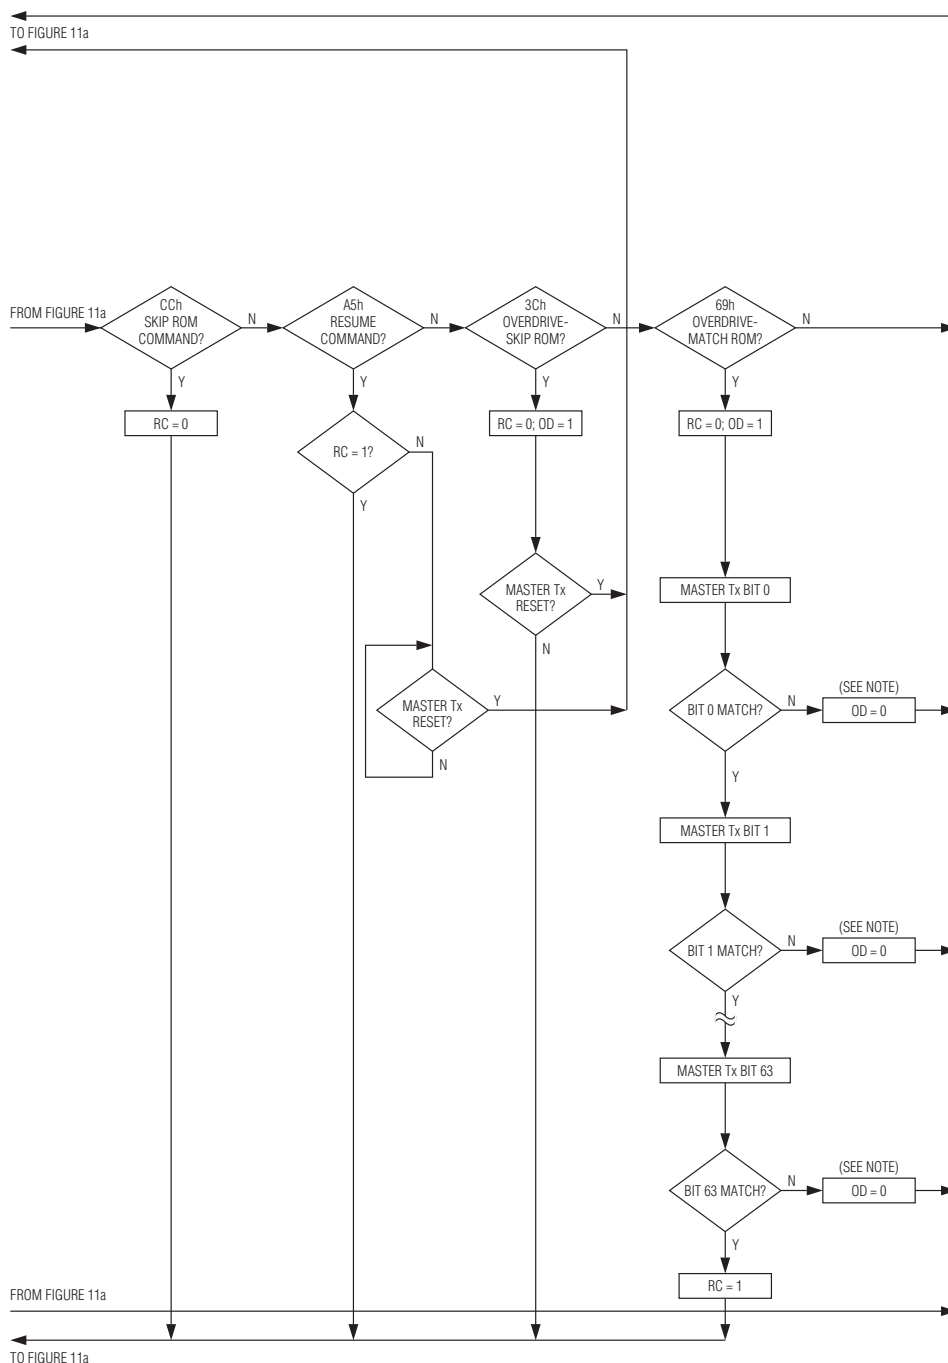 TO FIGURE 11a
FROM FIGURE 11a
CCh
SKIP ROM
COMMAND?
N
Y
RC = 0
A5h
RESUME
COMMAND?
N
Y
RC = 1?
N
Y
MASTER Tx
RESET?
Y
N
3Ch
OVERDRIVE-
SKIP ROM?
N
Y
RC = 0; OD = 1
MASTER Tx
RESET?
Y
N
69h
OVERDRIVE-
MATCH ROM?
N
Y
RC = 0; OD = 1
MASTER Tx BIT 0
BIT 0 MATCH?
N
(SEE NOTE)
OD = 0
Y
MASTER Tx BIT 1
BIT 1 MATCH?
N
(SEE NOTE)
OD = 0
Y
MASTER Tx BIT 63
BIT 63 MATCH?
N
(SEE NOTE)
OD = 0
Y
RC = 1
FROM FIGURE 11a
TO FIGURE 11a